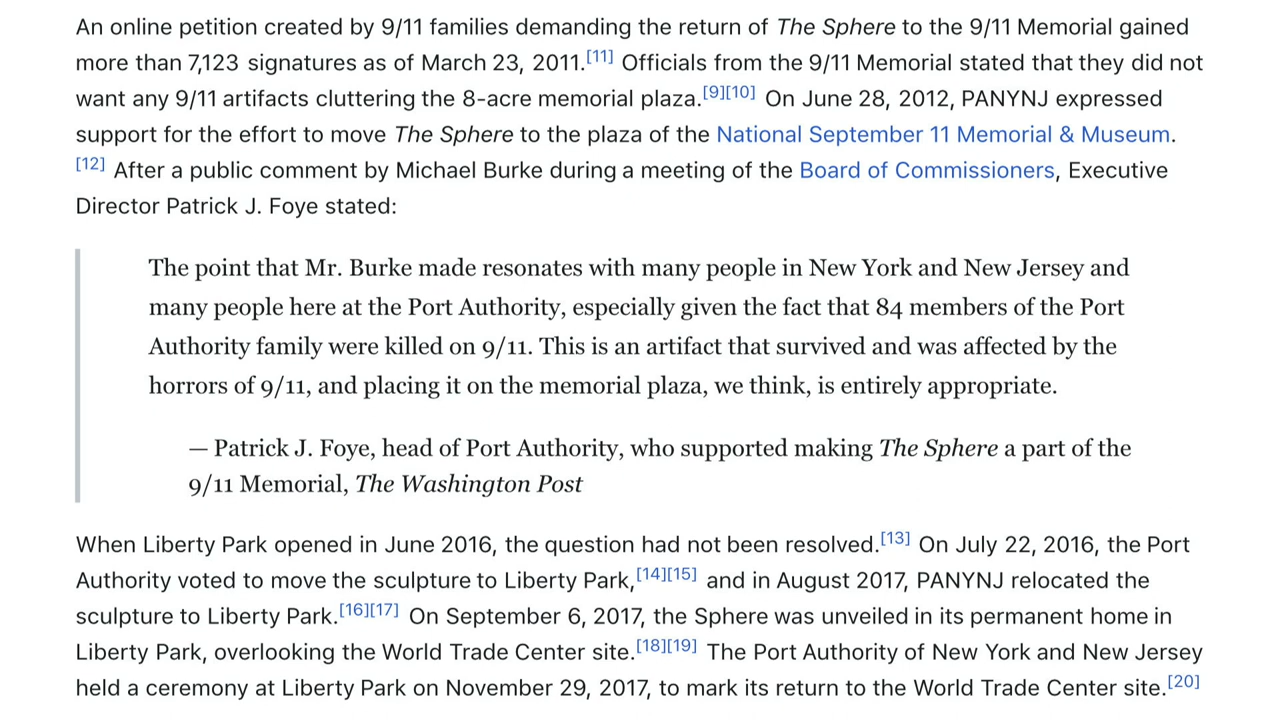 An online petition created by 9/11 families demanding the return of The Sphere to the 9/11 Memorial gained
more than 7,123 signatures as of March 23, 2011.[11] Officials from the 9/11 Memorial stated that they did not
want any 9/11 artifacts cluttering the 8-acre memorial plaza.[9][10] On June 28, 2012, PANYNJ expressed
support for the effort to move The Sphere to the plaza of the National September 11 Memorial & Museum.
[12] After a public comment by Michael Burke during a meeting of the Board of Commissioners, Executive
Director Patrick J. Foye stated:
The point that Mr. Burke made resonates with many people in New York and New Jersey and
many people here at the Port Authority, especially given the fact that 84 members of the Port
Authority family were killed on 9/11. This is an artifact that survived and was affected by the
horrors of 9/11, and placing it on the memorial plaza, we think, is entirely appropriate.
— Patrick J. Foye, head of Port Authority, who supported making The Sphere a part of the
9/11 Memorial, The Washington Post
When Liberty Park opened in June 2016, the question had not been resolved.[13] On July 22, 2016, the Port
Authority voted to move the sculpture to Liberty Park,[14][15] and in August 2017, PANYNJ relocated the
sculpture to Liberty Park.[16][17] On September 6, 2017, the Sphere was unveiled in its permanent home in
Liberty Park, overlooking the World Trade Center site.[18][19] The Port Authority of New York and New Jersey
held a ceremony at Liberty Park on November 29, 2017, to mark its return to the World Trade Center site.[20]